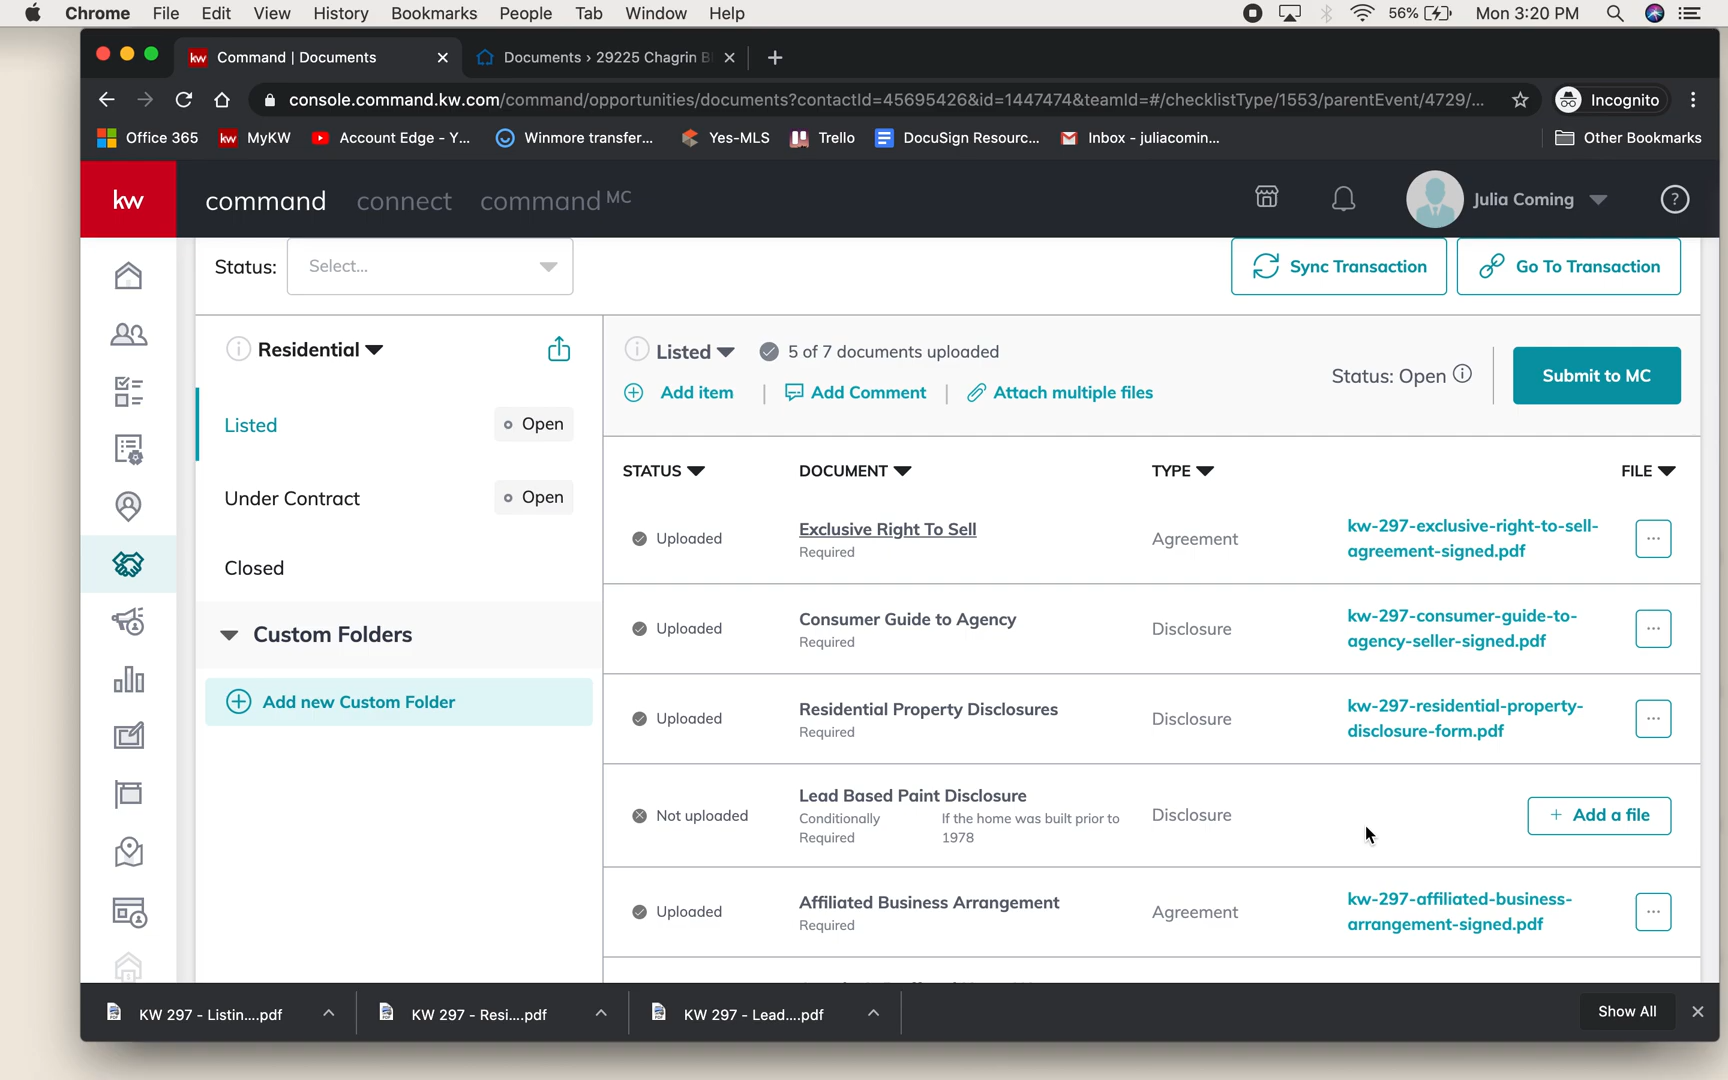 Chrome File Edit View History Bookmarks People Tab Window Help 56% Mon 3:20 PM
kw Command | Documents Documents › 29225 Chagrin B
console.command.kw.com/command/opportunities/documents?contactId=45695426&id=1447474&teamId=#/checklistType/1553/parentEvent/4729/... Incognito
Office 365 kw MyKW Account Edge - Y... Winmore transfer... Yes-MLS Trello DocuSign Resourc... Inbox - juliacomin... Other Bookmarks
kw command connect command MC Julia Coming ?
Status: Select... Sync Transaction Go To Transaction
Residential
Listed 5 of 7 documents uploaded
Add item | Add Comment | Attach multiple files
Status: Open Submit to MC
Listed Open
Under Contract Open
Closed
Custom Folders
Add new Custom Folder
STATUS DOCUMENT TYPE FILE
Uploaded Exclusive Right To Sell Agreement kw-297-exclusive-right-to-sell-
Required agreement-signed.pdf
Uploaded Consumer Guide to Agency Disclosure kw-297-consumer-guide-to-
Required agency-seller-signed.pdf
Uploaded Residential Property Disclosures Disclosure kw-297-residential-property-
Required disclosure-form.pdf
Lead Based Paint Disclosure
Not uploaded Conditionally If the home was built prior to Disclosure + Add a file
Required 1978
Uploaded Affiliated Business Arrangement Agreement kw-297-affiliated-business-
Required arrangement-signed.pdf
KW 297 - Listin....pdf KW 297 - Resi....pdf KW 297 - Lead....pdf Show All